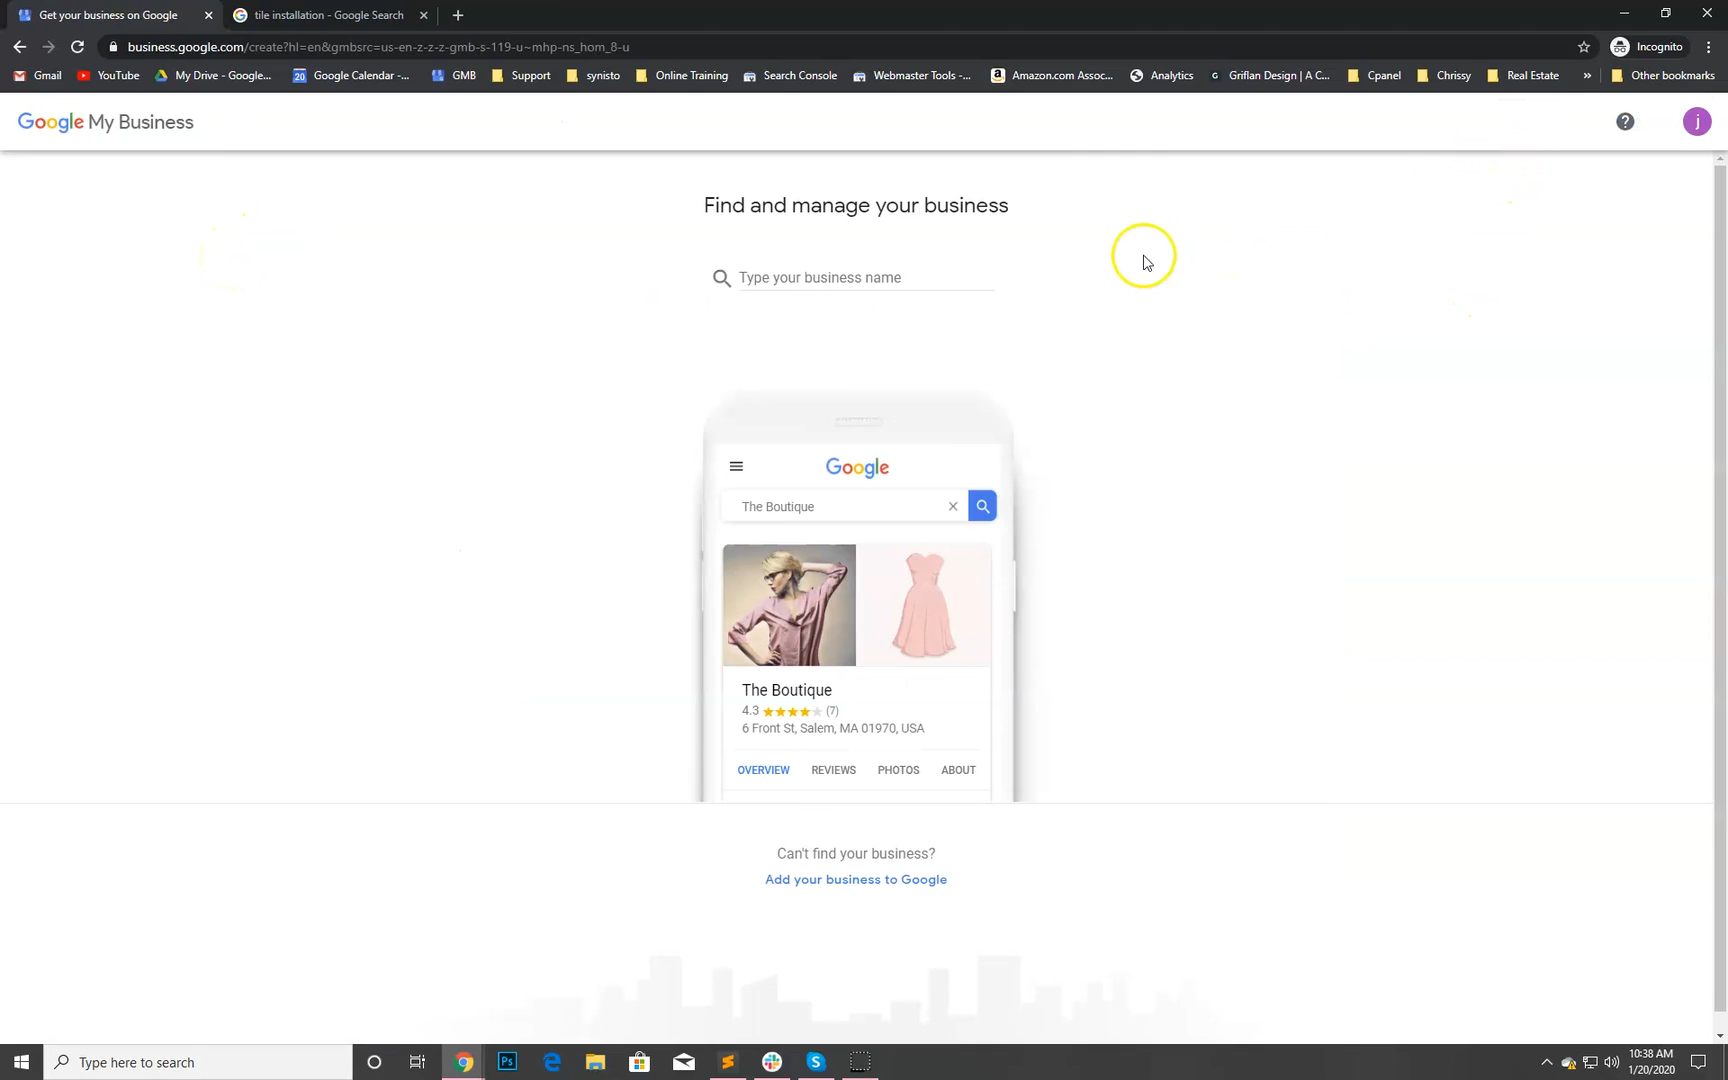 Get your business on Google
tile installation - Google Search
business.google.com/create?hl=en&gmbsrc=us-en-z-z-z-gmb-s-119-u~mhp-ns_hom_8-u
Incognito
Gmail
YouTube
My Drive - Google...
Google Calendar -...
GMB
Support
synisto
Online Training
Search Console
Webmaster Tools -...
Amazon.com Assoc...
Analytics
Griflan Design | A C...
Cpanel
Chrissy
Real Estate
»
Other bookmarks
Google My Business
?
j
Find and manage your business
Type your business name
Google
The Boutique
The Boutique
4.3 ★★★★★ (7)
6 Front St, Salem, MA 01970, USA
OVERVIEW REVIEWS PHOTOS ABOUT
Can't find your business?
Add your business to Google
Type here to search
Ps
10:38 AM
1/20/2020